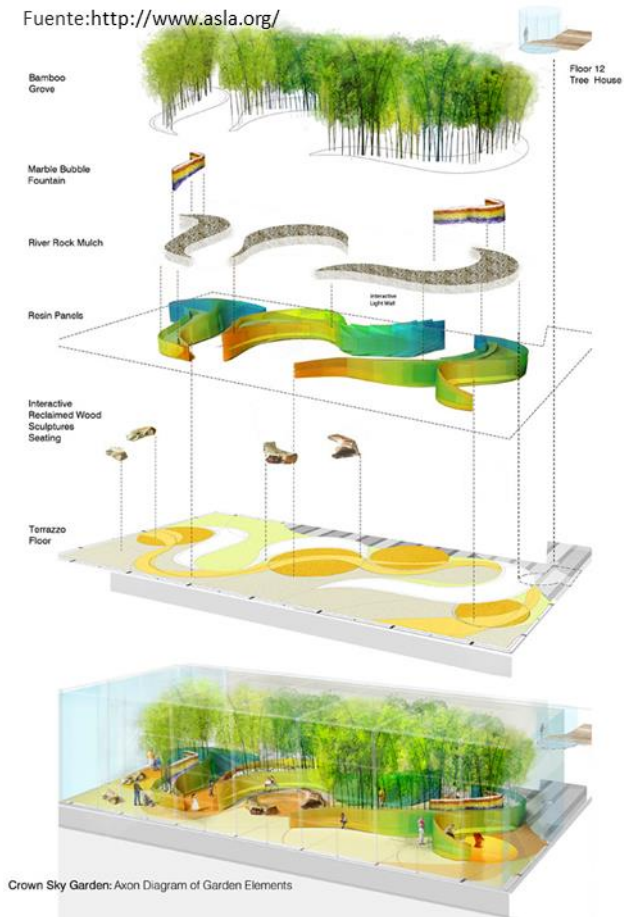 Fuente:http://www.asla.org/
Bamboo
Grove
Floor 12
Tree House
Marble Bubble
Fountain
River Rock Mulch
Interactive
Light Wall
Resin Panels
Interactive
Reclaimed Wood
Sculptures
Seating
Terrazzo
Floor
Crown Sky Garden: Axon Diagram of Garden Elements